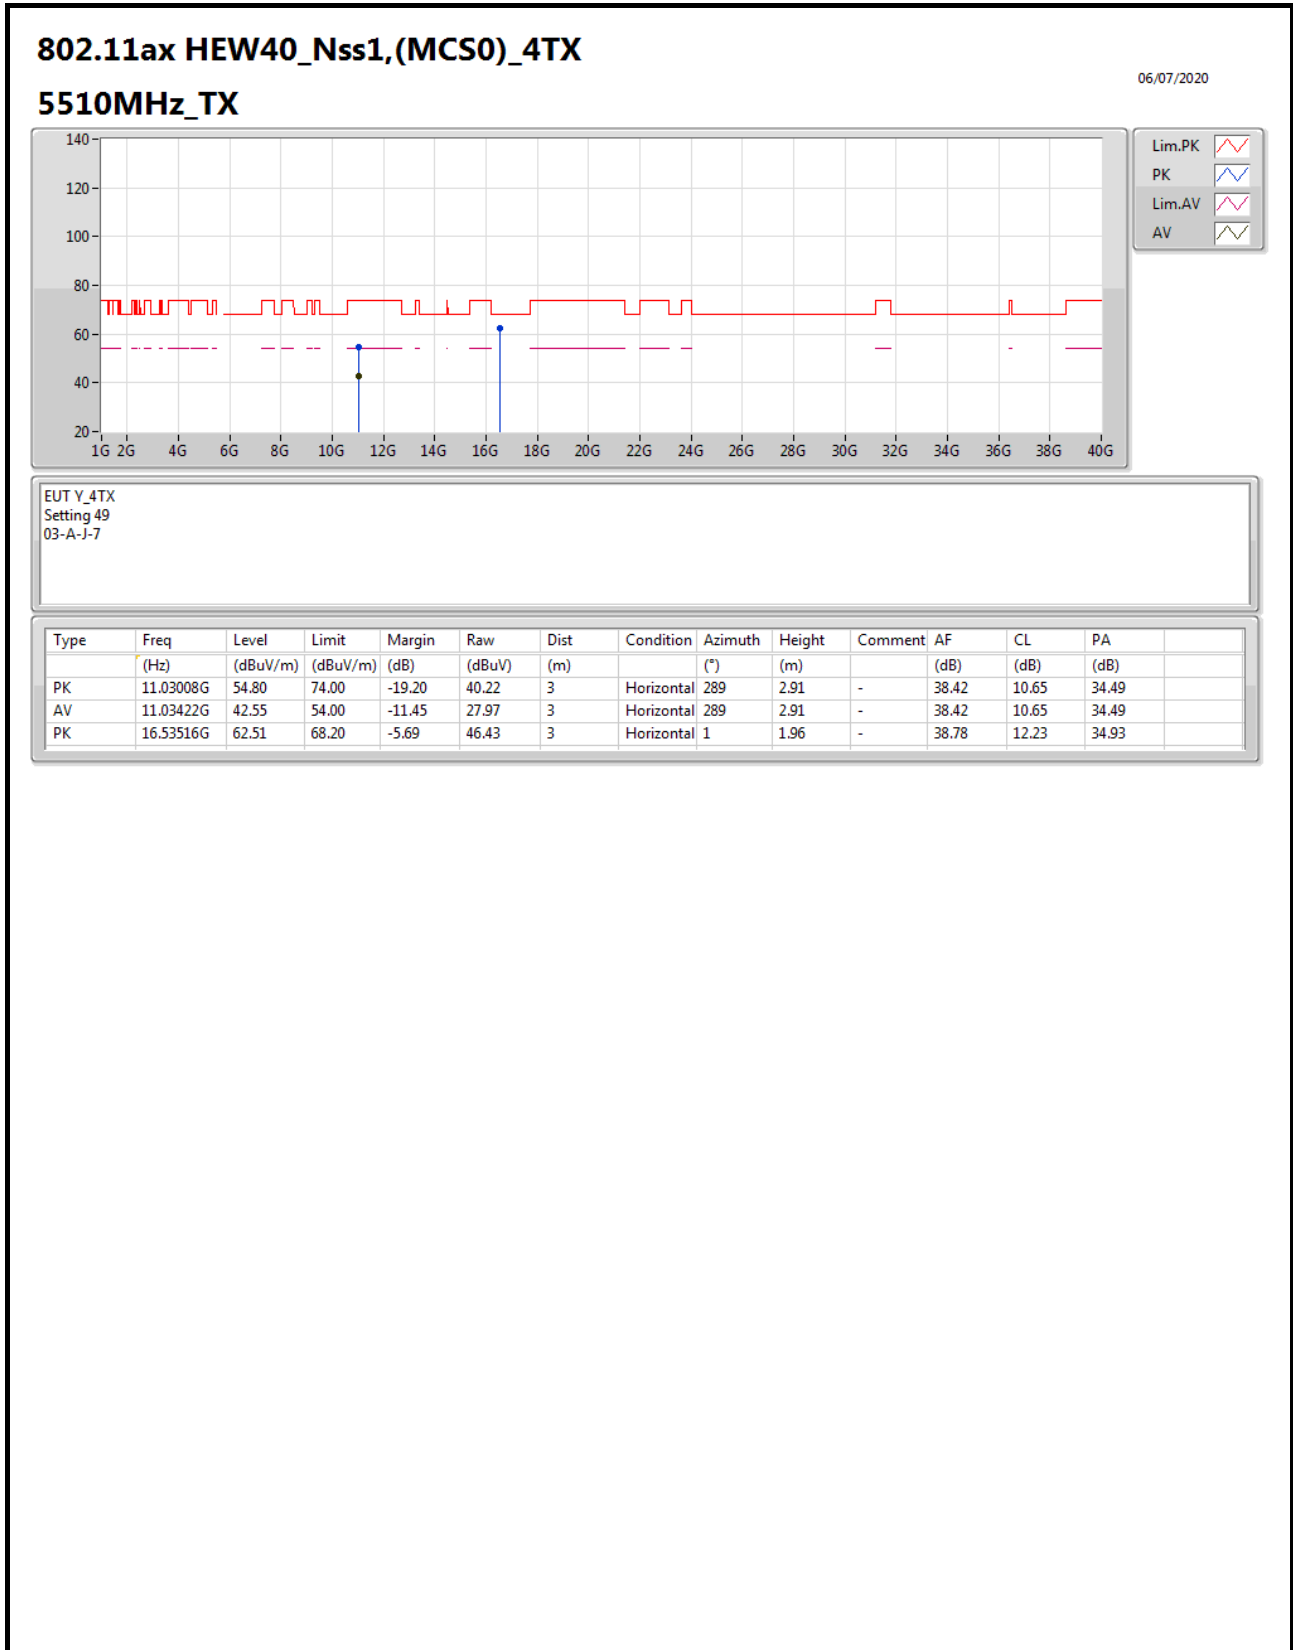 802.11ax HEW40_Nss1,(MCS0)_4TX
06/07/2020
5510MHz_TX
140
120
100
80
60
40
20
1G 2G 4G 6G 8G 10G 12G 14G 16G 18G 20G 22G 24G 26G 28G 30G 32G 34G 36G 38G 40G
Lim.PK
PK
Lim.AV
AV
EUT Y_4TX
Setting 49
03-A-J-7
Type Freq Level Limit Margin Raw Dist Condition Azimuth Height Comment AF CL PA
(Hz) (dBuV/m) (dBuV/m) (dB) (dBuV) (m) (°) (m) (dB) (dB) (dB)
PK 11.03008G 54.80 74.00 -19.20 40.22 3 Horizontal 289 2.91 - 38.42 10.65 34.49
AV 11.03422G 42.55 54.00 -11.45 27.97 3 Horizontal 289 2.91 - 38.42 10.65 34.49
PK 16.53516G 62.51 68.20 -5.69 46.43 3 Horizontal 1 1.96 - 38.78 12.23 34.93